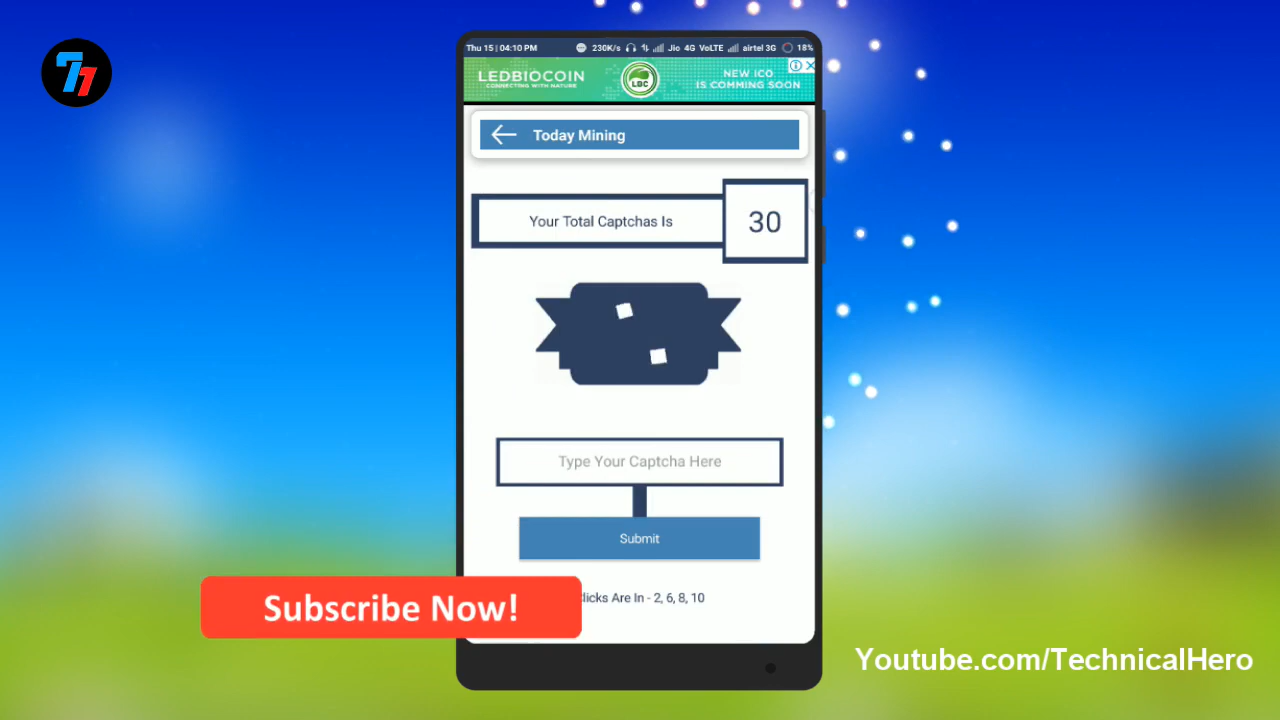 Thu 15 | 04:10 PM 230K/s Jio 4G VoLTE airtel 3G 18%
LEDBIOCOIN
CONNECTING WITH NATURE
LBC
NEW ICO
IS COMMING SOON
Today Mining
Your Total Captchas Is
30
Type Your Captcha Here
Submit
licks Are In - 2, 6, 8, 10
Subscribe Now!
Youtube.com/TechnicalHero